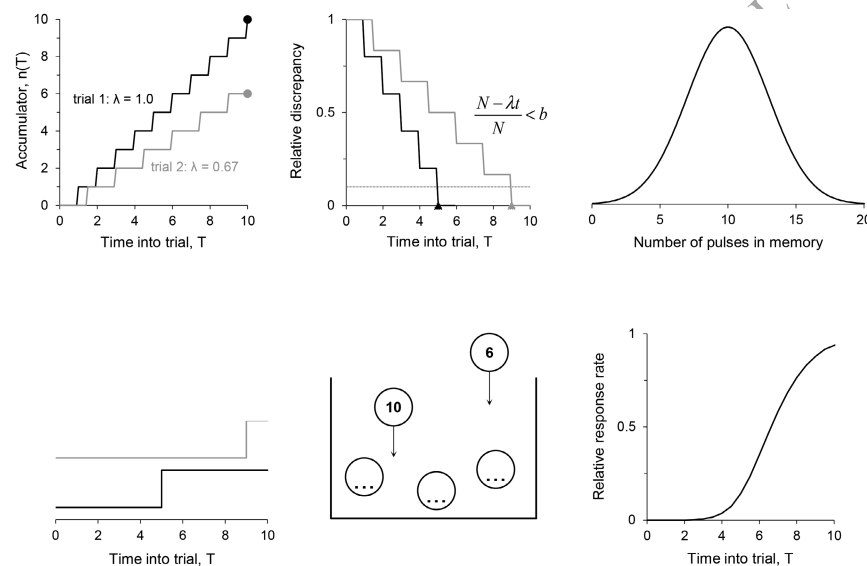 10
8
6
4
2
0
Accumulator, n(T)
trial 1: λ = 1.0
trial 2: λ = 0.67
0 2 4 6 8 10
Time into trial, T
1
0.5
0
Relative discrepancy
N − λt
N
< b
0 2 4 6 8 10
Time into trial, T
0 5 10 15 20
Number of pulses in memory
0 2 4 6 8 10
Time into trial, T
6
10
...
...
...
1
0.5
0
Relative response rate
0 2 4 6 8 10
Time into trial, T